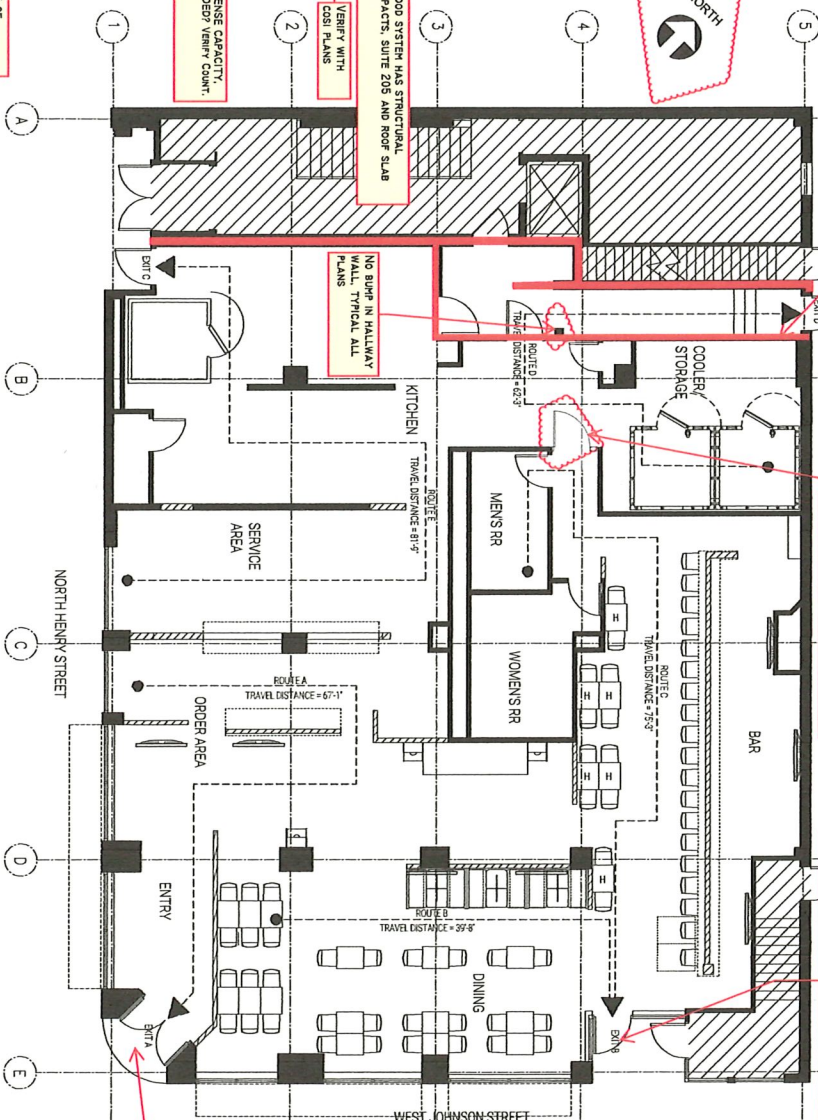 1
2
3
4
5
A
B
C
D
E
NORTH
ENSE CAPACITY,
DED? VERIFY COUNT.
VERIFY WITH
COSI PLANS
OOD SYSTEM HAS STRUCTURAL
PACTS, SUITE 205 AND ROOF SLAB
NO BUMP IN HALLWAY
WALL, TYPICAL ALL
PLANS
EXIT C
ROUTE D
TRAVEL DISTANCE = 62'-3"
COOLER/
STORAGE
KITCHEN
ROUTE E
TRAVEL DISTANCE = 81'-9"
MEN'S RR
WOMEN'S RR
SERVICE
AREA
NORTH HENRY STREET
ROUTE A
TRAVEL DISTANCE = 67'-1"
ORDER AREA
ROUTE C
TRAVEL DISTANCE = 75'-3"
BAR
H
H
H
H
H
H
ENTRY
ROUTE B
TRAVEL DISTANCE = 39'-8"
DINING
EXIT A
EXIT B
WEST JOHNSON STREET